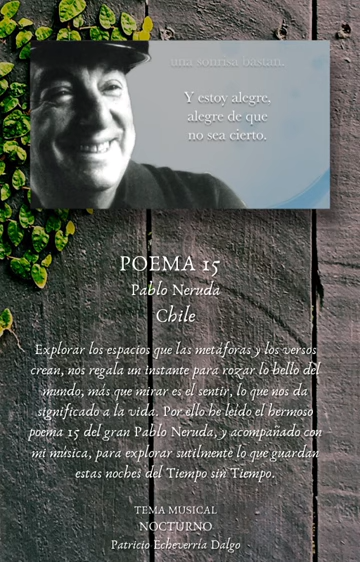 una sonrisa bastan.
Y estoy alegre,
alegre de que
no sea cierto.
POEMA 15
Pablo Neruda
Chile
Explorar los espacios que las metáforas y los versos
crean, nos regala un instante para rozar lo bello del
mundo, más que mirar es el sentir, lo que nos da
significado a la vida. Por ello he leído el hermoso
poema 15 del gran Pablo Neruda, y acompañado con
mi música, para explorar sutilmente lo que guardan
estas noches del Tiempo sin Tiempo.
TEMA MUSICAL
NOCTURNO
Patricio Echeverría Dalgo